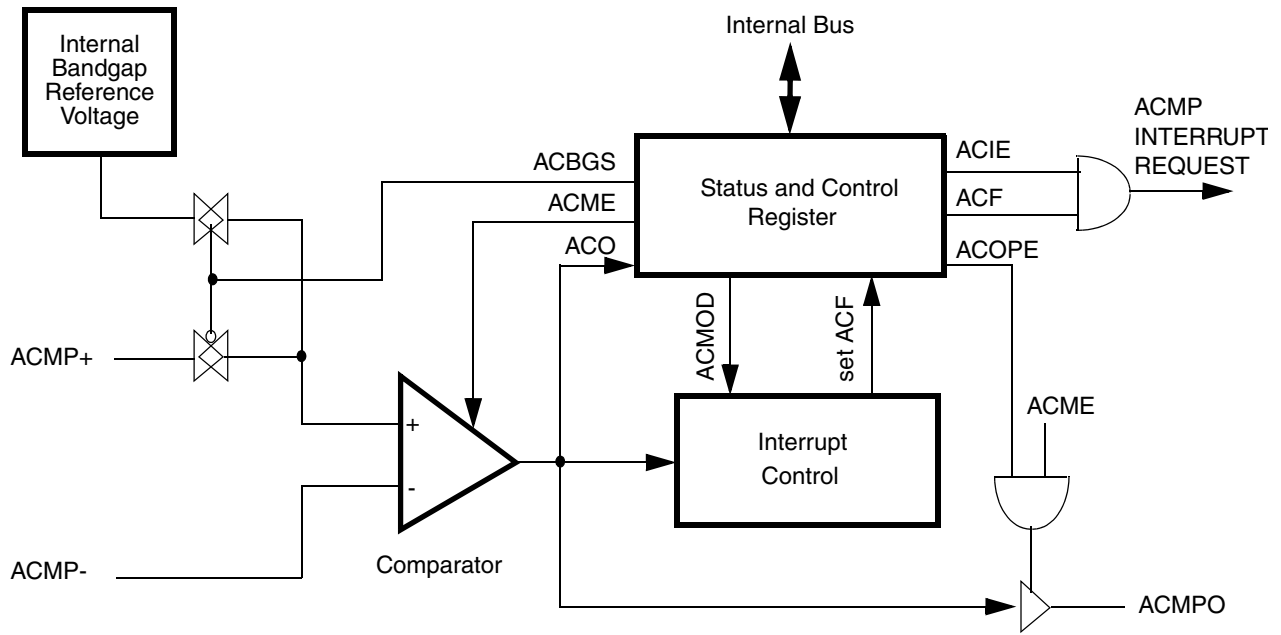 Internal
Bandgap
Reference
Voltage
Internal Bus
ACMP
INTERRUPT
REQUEST
ACBGS
ACME
ACO
Status and Control
Register
ACIE
ACF
ACOPE
ACMOD
set ACF
ACMP+
ACME
+
-
Interrupt
Control
Comparator
ACMP-
ACMPO